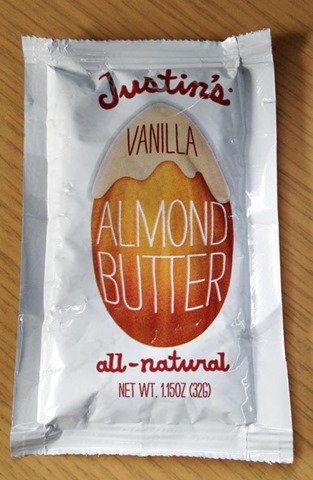 Justin's
VANILLA
ALMOND
BUTTER
all-natural
NET WT. 1.15OZ (32G)